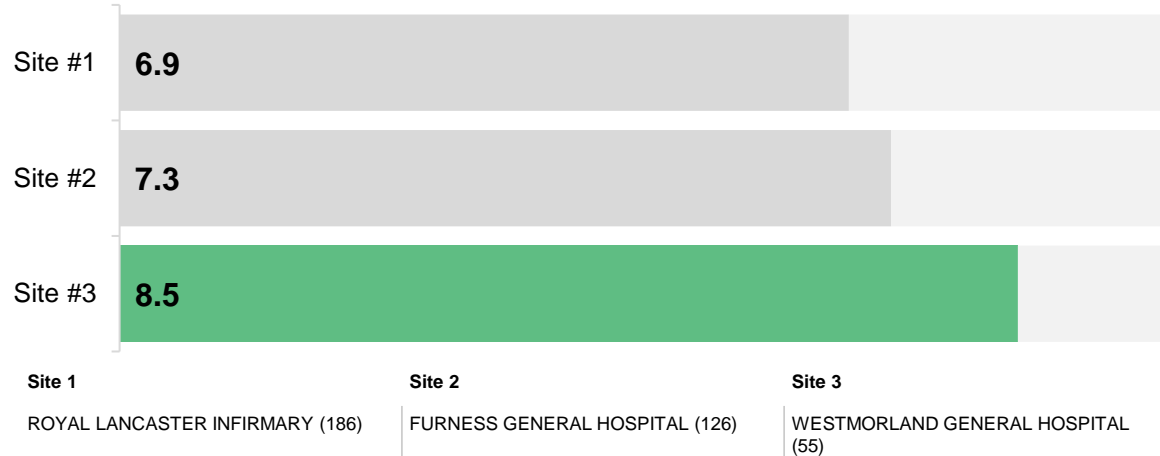 Site #1
6.9
Site #2
7.3
Site #3
8.5
Site 1
Site 2
Site 3
ROYAL LANCASTER INFIRMARY (186)
FURNESS GENERAL HOSPITAL (126)
WESTMORLAND GENERAL HOSPITAL
(55)